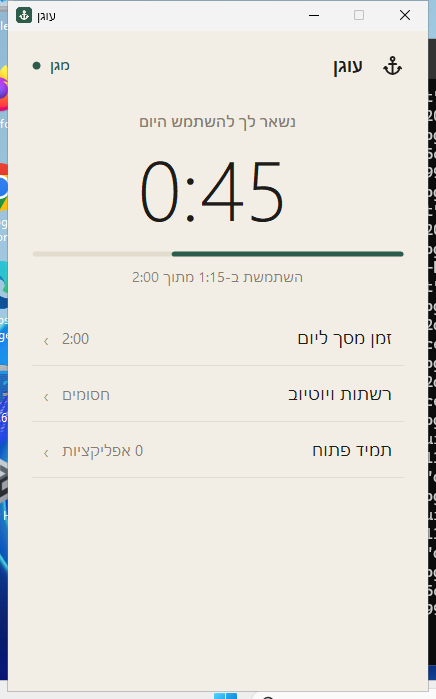 עוגן
עוגן
מגן
נשאר לך להשתמש היום
0:45
השתמשת ב-1:15 מתוך 2:00
זמן מסך ליום
2:00
רשתות ויוטיוב
חסומים
תמיד פתוח
0 אפליקציות